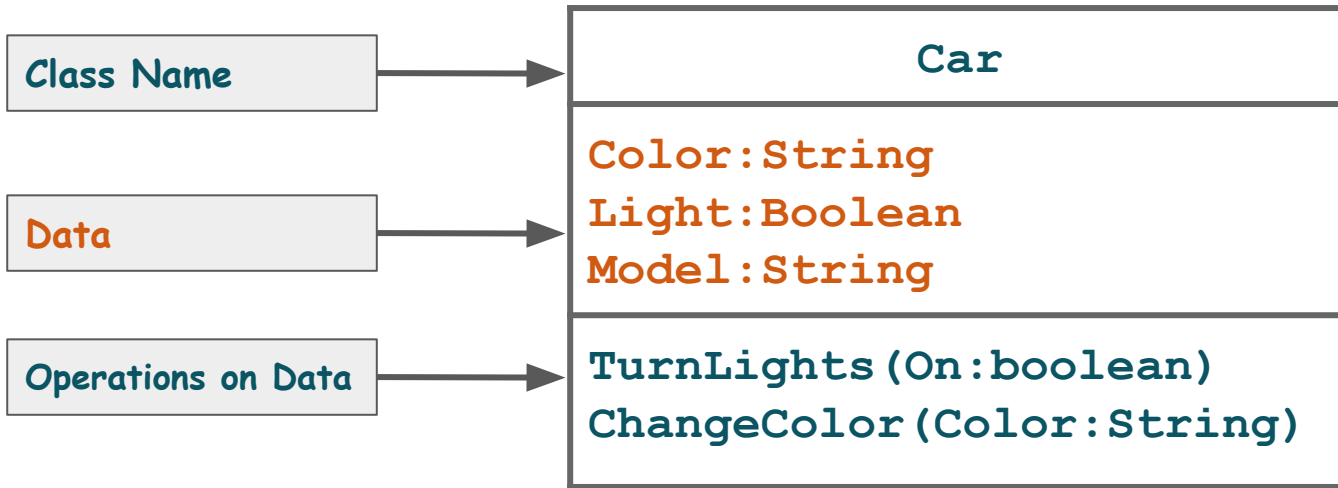 Class Name
Car
Data
Color:String
Light:Boolean
Model:String
Operations on Data
TurnLights(On:boolean)
ChangeColor(Color:String)